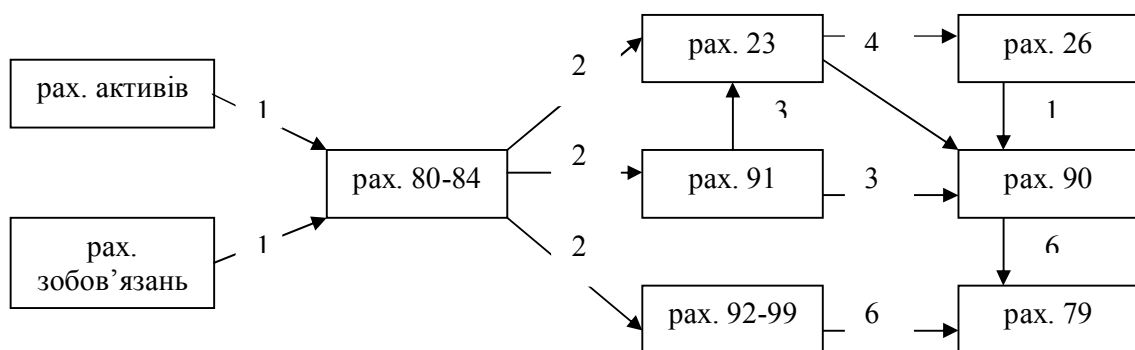 рах. 23
4
рах. 26
2
рах. активів
1
3
1
2
рах. 80-84
рах. 91
3
рах. 90
рах.
зобов’язань
1
2
6
рах. 92-99
6
рах. 79